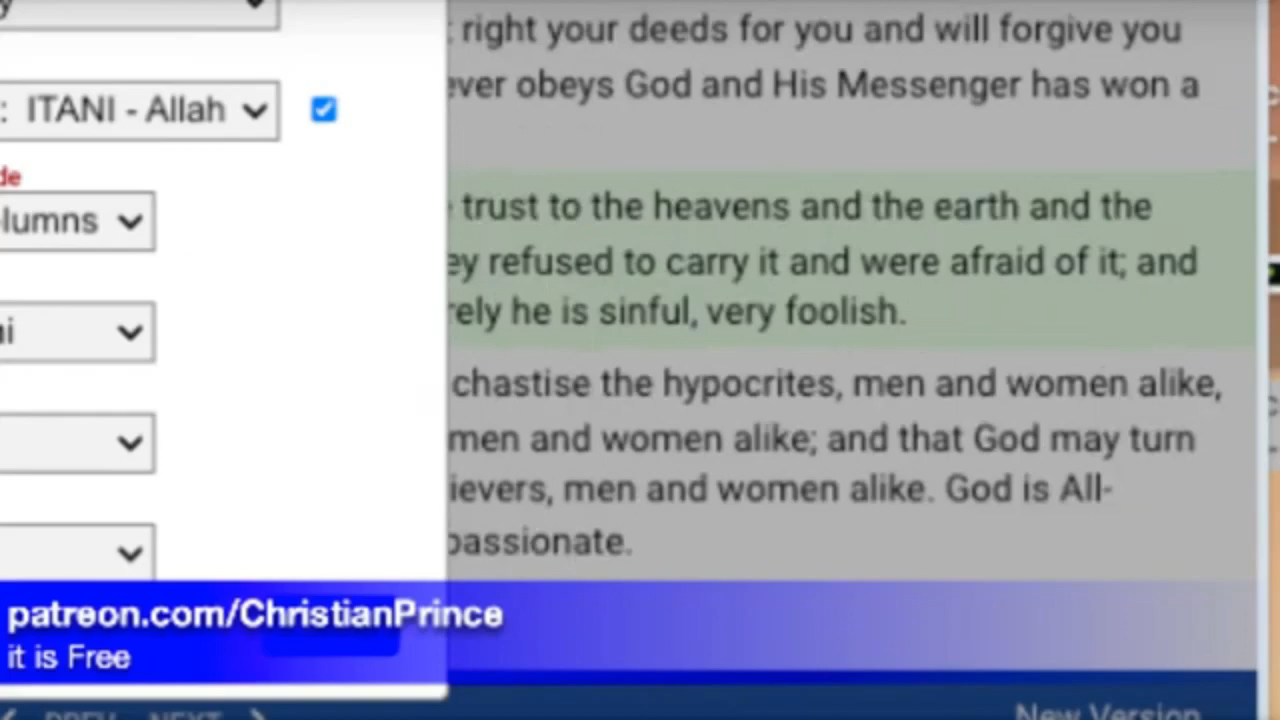 y
right your deeds for you and will forgive you
ever obeys God and His Messenger has won a
: ITANI - Allah
de
lumns
trust to the heavens and the earth and the
ey refused to carry it and were afraid of it; and
rely he is sinful, very foolish.
ni
chastise the hypocrites, men and women alike,
men and women alike; and that God may turn
ievers, men and women alike. God is All-
passionate.
patreon.com/ChristianPrince
it is Free
PREV NEXT
New Version